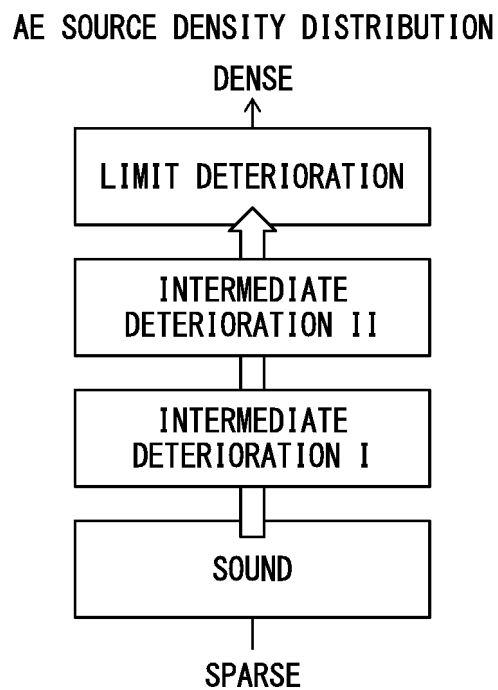 AE SOURCE DENSITY DISTRIBUTION
DENSE
LIMIT DETERIORATION
INTERMEDIATE
DETERIORATION II
INTERMEDIATE
DETERIORATION I
SOUND
SPARSE